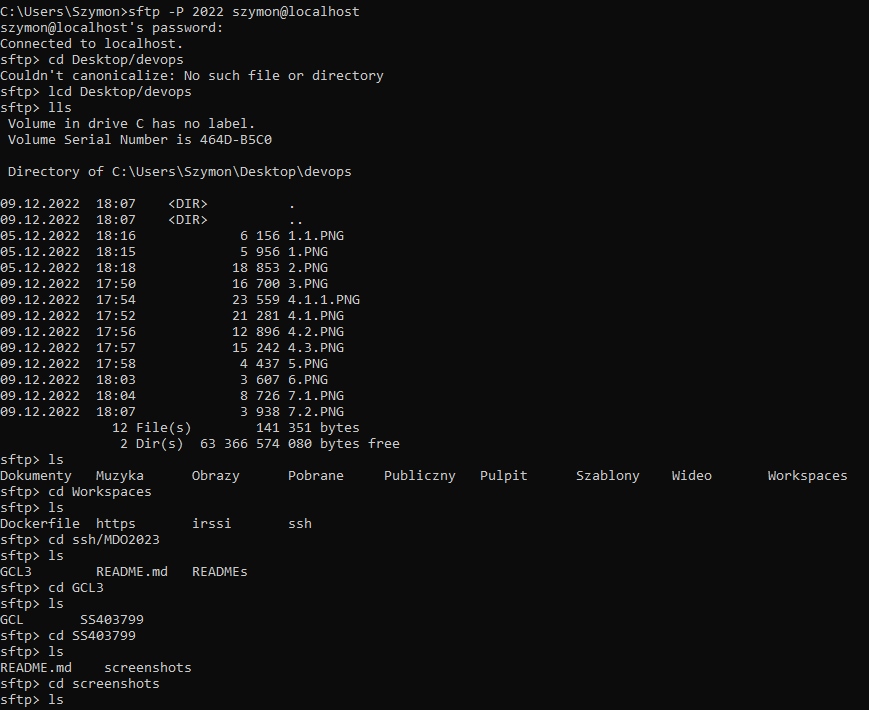 C:\Users\Szymon>sftp -P 2022 szymon@localhost
szymon@localhost's password:
Connected to localhost.
sftp> cd Desktop/devops
Couldn't canonicalize: No such file or directory
sftp> lcd Desktop/devops
sftp> lls
 Volume in drive C has no label.
 Volume Serial Number is 464D-B5C0

 Directory of C:\Users\Szymon\Desktop\devops

09.12.2022  18:07    <DIR>          .
09.12.2022  18:07    <DIR>          ..
05.12.2022  18:16             6 156 1.1.PNG
05.12.2022  18:15             5 956 1.PNG
05.12.2022  18:18            18 853 2.PNG
09.12.2022  17:50            16 700 3.PNG
09.12.2022  17:54            23 559 4.1.1.PNG
09.12.2022  17:52            21 281 4.1.PNG
09.12.2022  17:56            12 896 4.2.PNG
09.12.2022  17:57            15 242 4.3.PNG
09.12.2022  17:58             4 437 5.PNG
09.12.2022  18:03             3 607 6.PNG
09.12.2022  18:04             8 726 7.1.PNG
09.12.2022  18:07             3 938 7.2.PNG
              12 File(s)        141 351 bytes
               2 Dir(s)  63 366 574 080 bytes free
sftp> ls
Dokumenty   Muzyka      Obrazy      Pobrane     Publiczny   Pulpit      Szablony    Wideo       Workspaces
sftp> cd Workspaces
sftp> ls
Dockerfile  https       irssi       ssh
sftp> cd ssh/MDO2023
sftp> ls
GCL3        README.md   READMEs
sftp> cd GCL3
sftp> ls
GCL       SS403799
sftp> cd SS403799
sftp> ls
README.md    screenshots
sftp> cd screenshots
sftp> ls